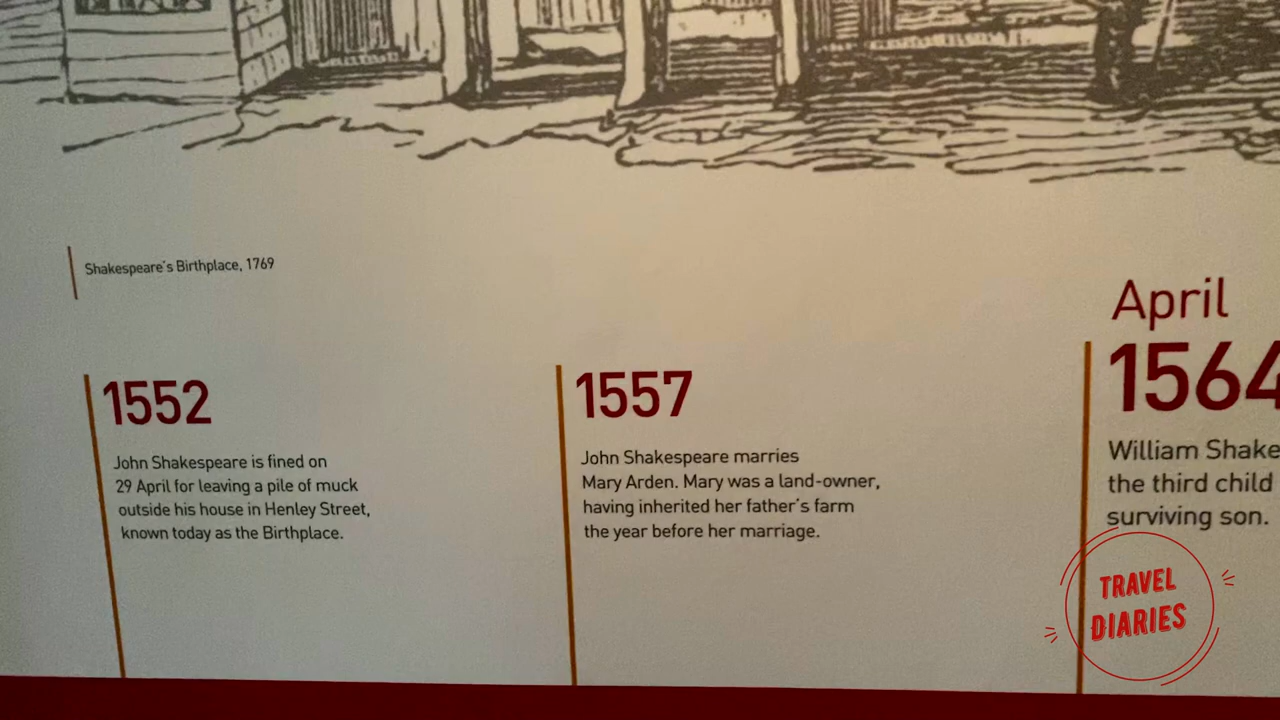 Shakespeare's Birthplace, 1769
1552
John Shakespeare is fined on
29 April for leaving a pile of muck
outside his house in Henley Street,
known today as the Birthplace.
1557
John Shakespeare marries
Mary Arden. Mary was a land-owner,
having inherited her father's farm
the year before her marriage.
April
1564
William Shake
the third child
surviving son.
TRAVEL
DIARIES